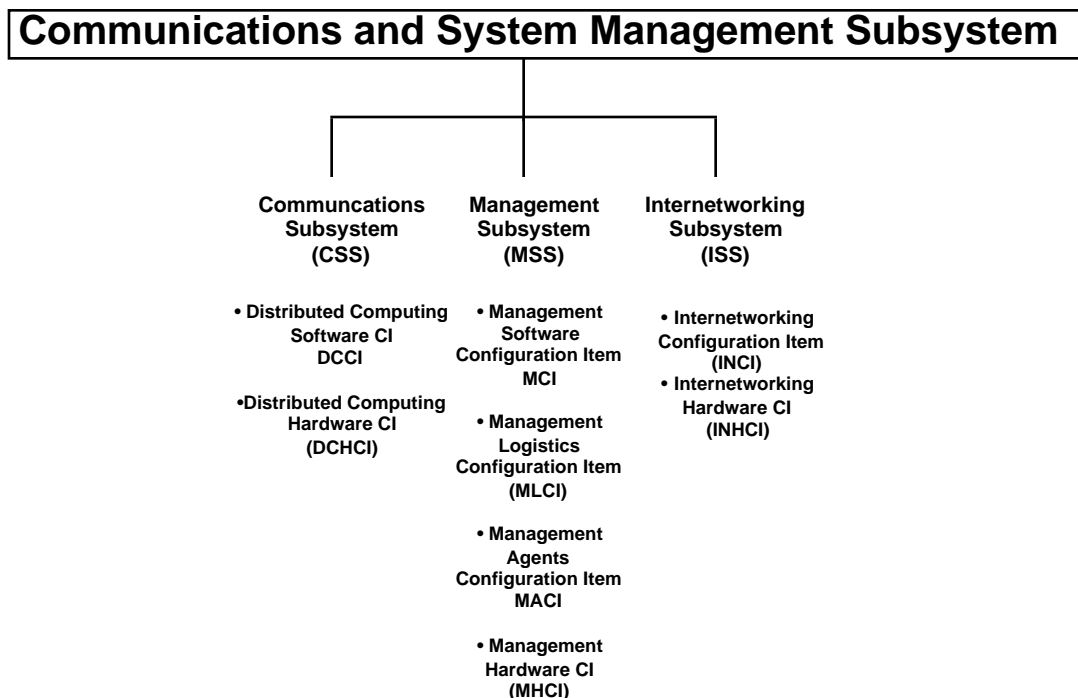 Communications and System Management Subsystem
Communcations
Subsystem
(CSS)
• Distributed Computing
Software CI
DCCI
•Distributed Computing
Hardware CI
(DCHCI)
Management
Subsystem
(MSS)
• Management
Software
Configuration Item
MCI
• Management
Logistics
Configuration Item
(MLCI)
• Management
Agents
Configuration Item
MACI
• Management
Hardware CI
(MHCI)
Internetworking
Subsystem
(ISS)
• Internetworking
Configuration Item
(INCI)
• Internetworking
Hardware CI
(INHCI)